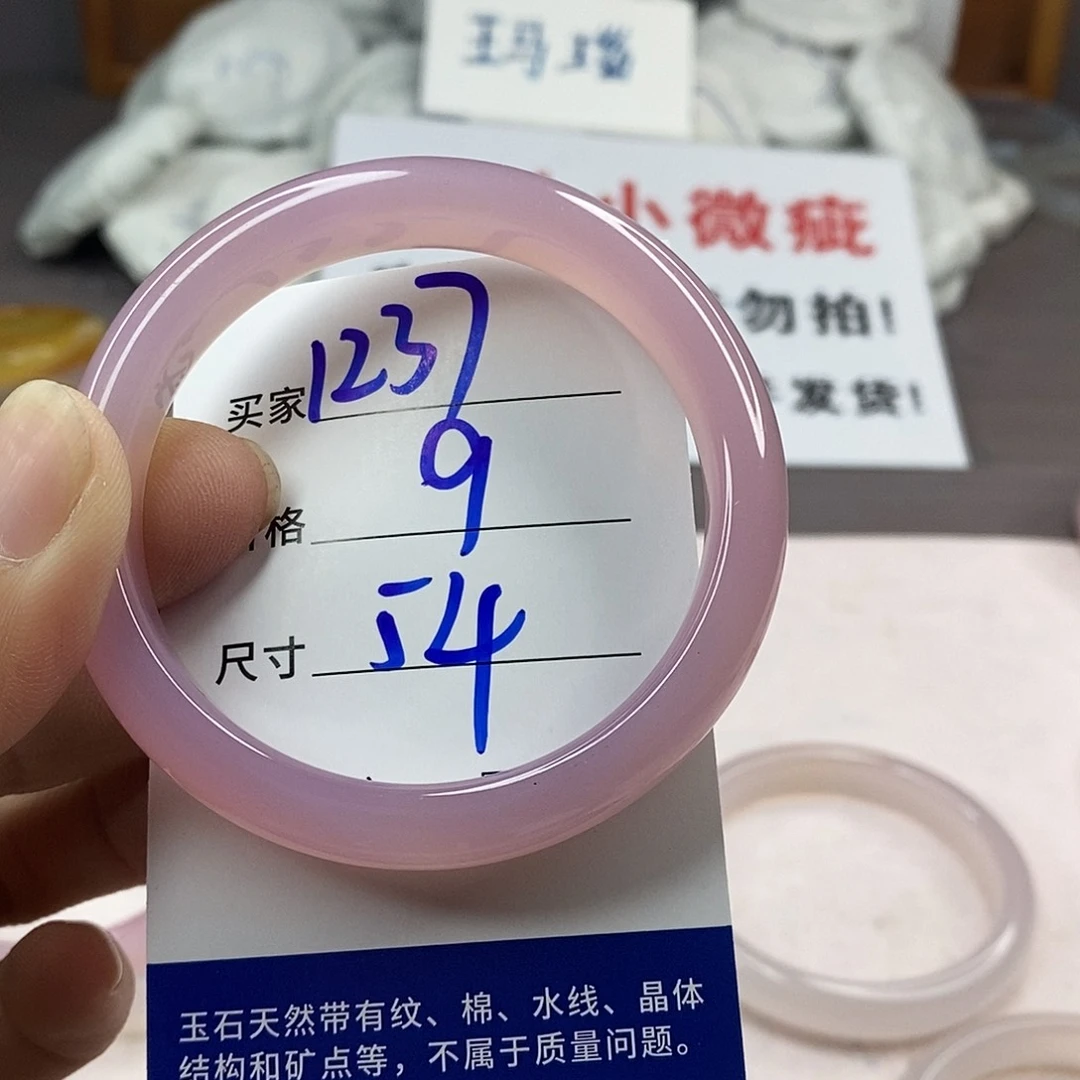 玛瑙
小微疵
勿拍!
发货!
买家 1237
格 9
尺寸 54
玉石天然带有纹、棉、水线、晶体
结构和矿点等，不属于质量问题。